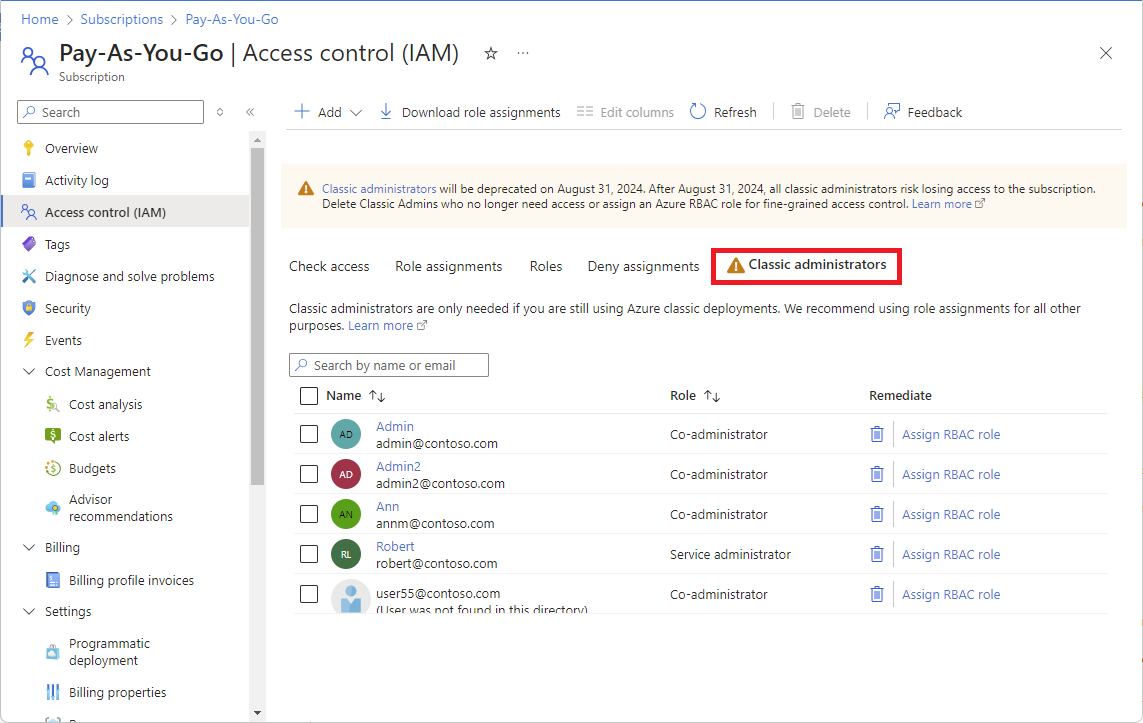 Home > Subscriptions > Pay-As-You-Go
Pay-As-You-Go | Access control (IAM)
Subscription
Search
Add
Download role assignments
Edit columns
Refresh
Delete
Feedback
Overview
Activity log
Access control (IAM)
Tags
Diagnose and solve problems
Security
Events
Cost Management
Cost analysis
Cost alerts
Budgets
Advisor
recommendations
Billing
Billing profile invoices
Settings
Programmatic
deployment
Billing properties
Classic administrators will be deprecated on August 31, 2024. After August 31, 2024, all classic administrators risk losing access to the subscription.
Delete Classic Admins who no longer need access or assign an Azure RBAC role for fine-grained access control. Learn more
Check access
Role assignments
Roles
Deny assignments
Classic administrators
Classic administrators are only needed if you are still using Azure classic deployments. We recommend using role assignments for all other
purposes. Learn more
Search by name or email
Name Role Remediate
AD Admin
admin@contoso.com
Co-administrator
Assign RBAC role
AD Admin2
admin2@contoso.com
Co-administrator
Assign RBAC role
AN Ann
annm@contoso.com
Co-administrator
Assign RBAC role
RL Robert
robert@contoso.com
Service administrator
Assign RBAC role
user55@contoso.com
(User was not found in this directory)
Co-administrator
Assign RBAC role